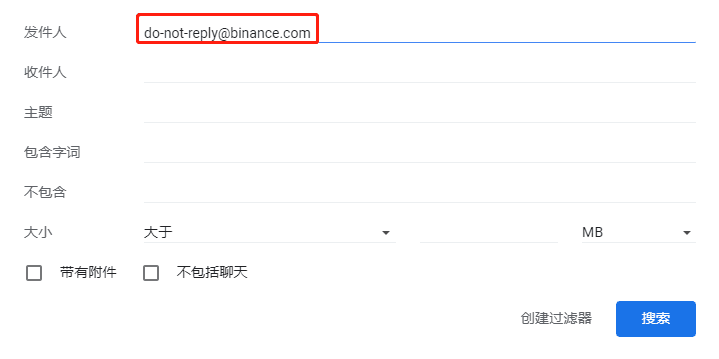 发件人 do-not-reply@binance.com
收件人
主题
包含字词
不包含
大小 大于 MB
带有附件 不包括聊天
创建过滤器 搜索